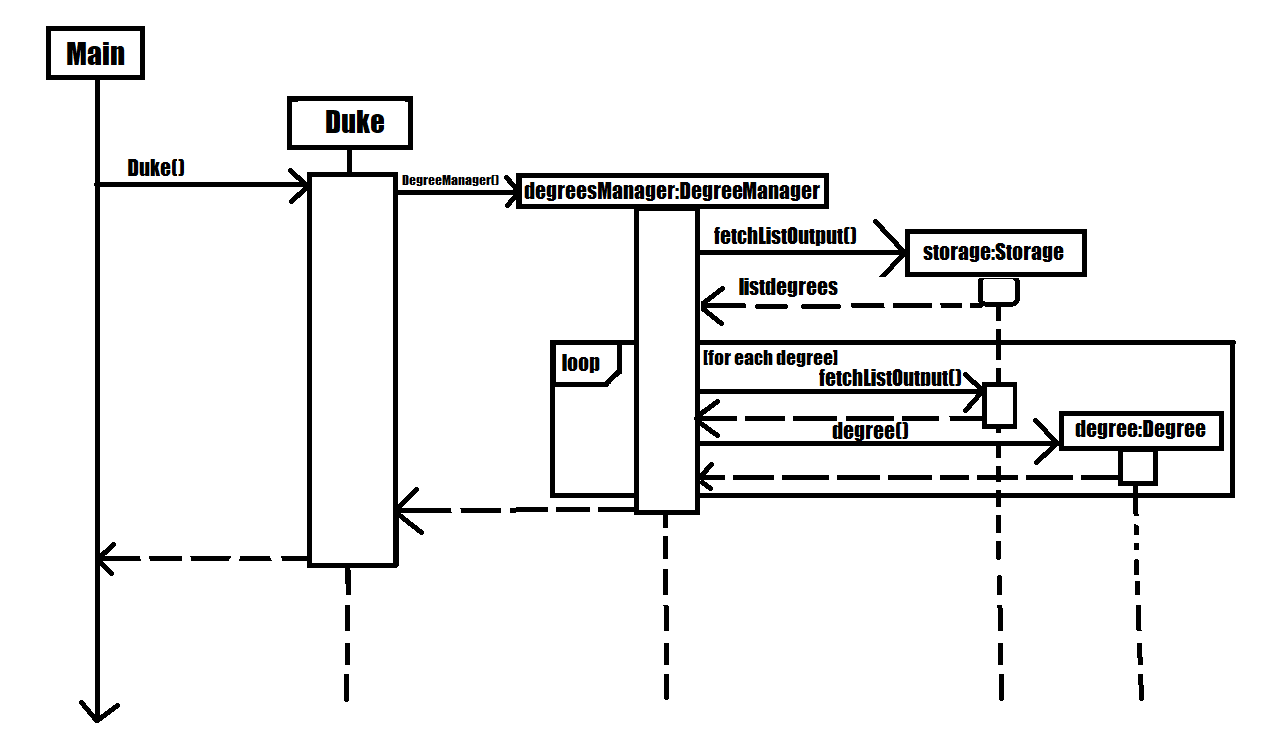 Main
Duke
Duke()
DegreeManager()
degreesManager:DegreeManager
fetchListOutput()
storage:Storage
listdegrees
loop
[for each degree]
fetchListOutput()
degree()
degree:Degree